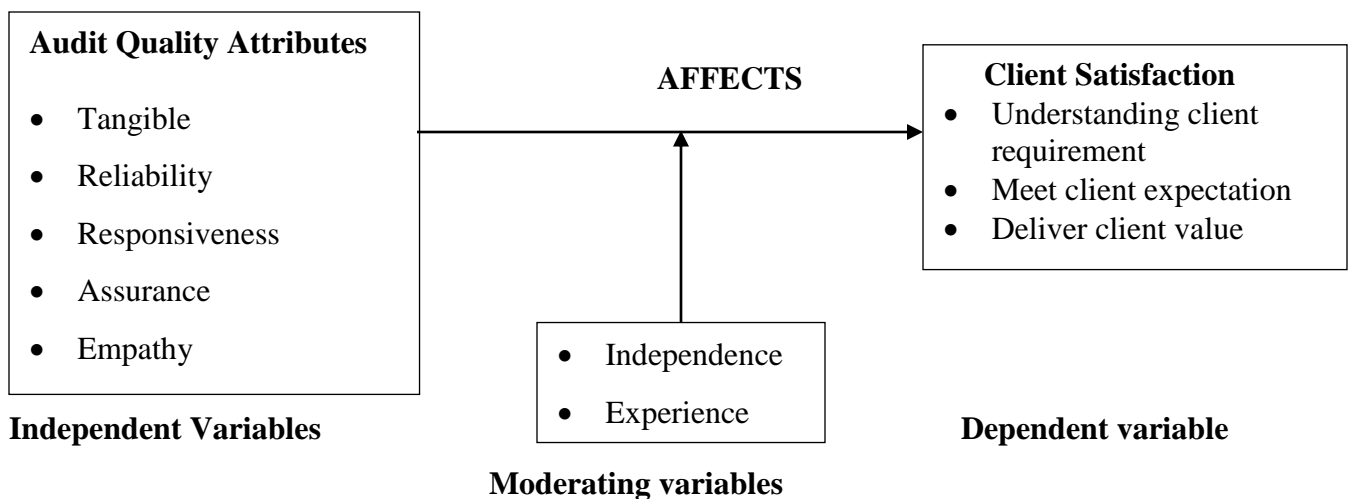 Audit Quality Attributes
• Tangible
• Reliability
• Responsiveness
• Assurance
• Empathy
Independent Variables
AFFECTS
• Independence
• Experience
Moderating variables
Client Satisfaction
• Understanding client
requirement
• Meet client expectation
• Deliver client value
Dependent variable